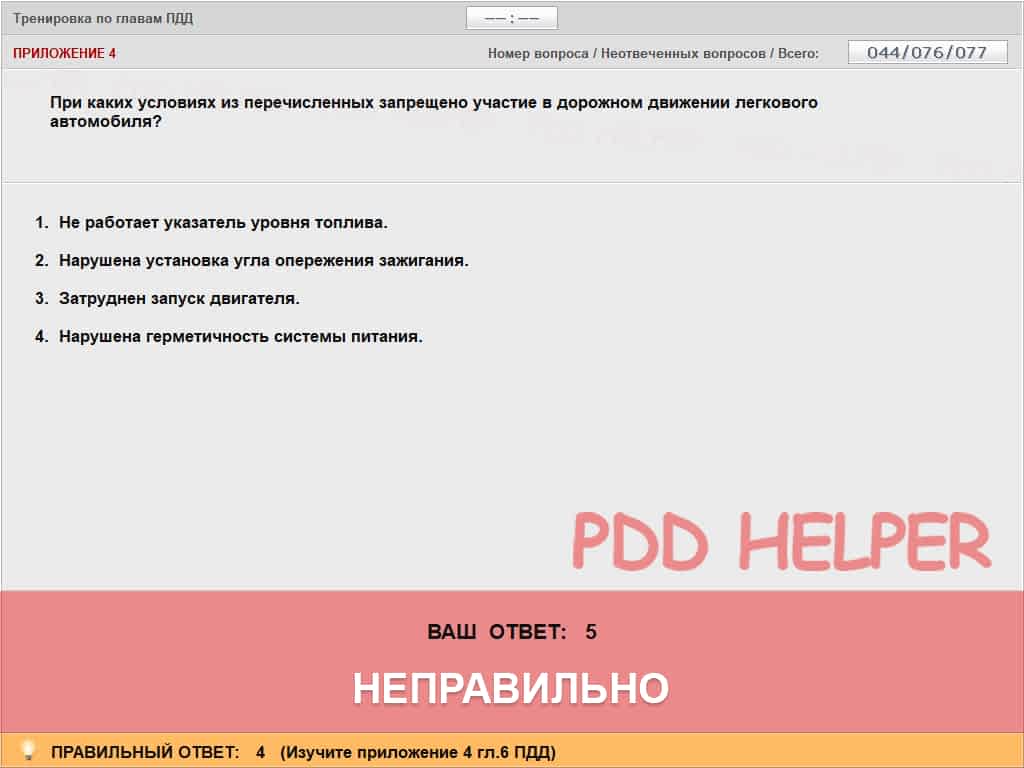 Тренировка по главам ПДД
—— : ——
ПРИЛОЖЕНИЕ 4
Номер вопроса / Неотвеченных вопросов / Всего:
044/076/077
При каких условиях из перечисленных запрещено участие в дорожном движении легкового
автомобиля?
1. Не работает указатель уровня топлива.
2. Нарушена установка угла опережения зажигания.
3. Затруднен запуск двигателя.
4. Нарушена герметичность системы питания.
PDD HELPER
ВАШ ОТВЕТ: 5
НЕПРАВИЛЬНО
ПРАВИЛЬНЫЙ ОТВЕТ: 4 (Изучите приложение 4 гл.6 ПДД)